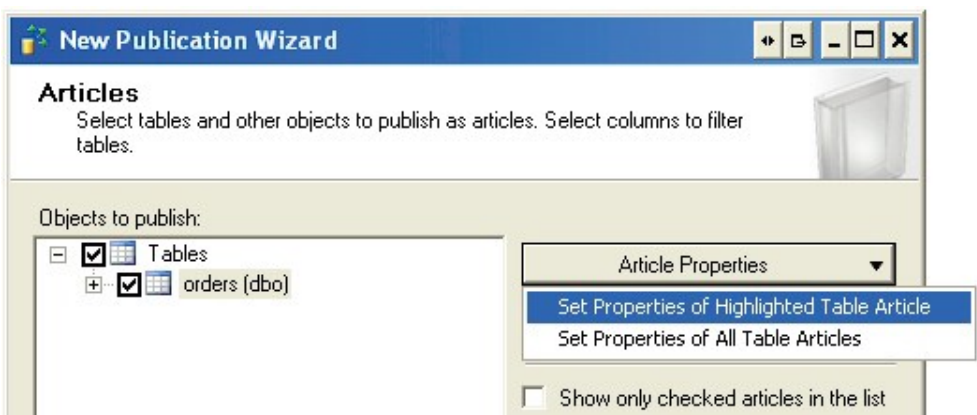 New Publication Wizard
Articles
Select tables and other objects to publish as articles. Select columns to filter
tables.
Objects to publish:
Tables
orders (dbo)
Article Properties
Set Properties of Highlighted Table Article
Set Properties of All Table Articles
Show only checked articles in the list